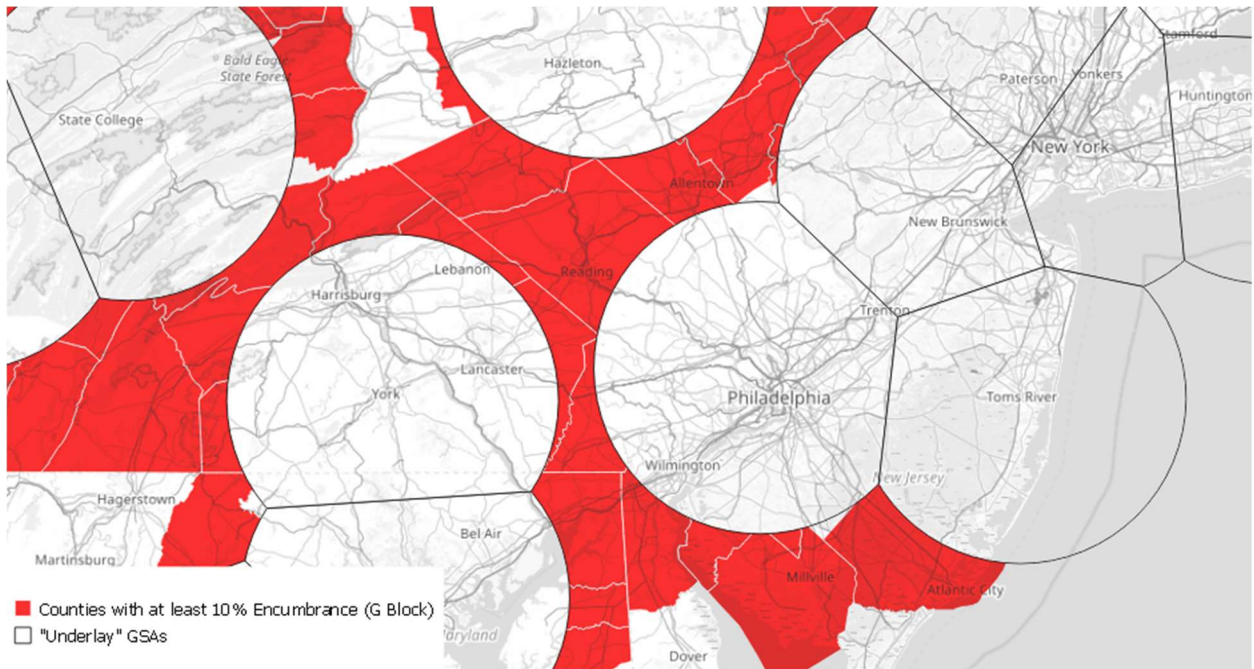 Stamford
Bald Eagle
State Forest
Hazleton
Paterson
Yonkers
Huntington
State College
New York
Allentown
New Brunswick
Lebanon
Reading
Harrisburg
Trenton
Lancaster
York
Philadelphia
Toms River
Wilmington
New Jersey
Hagerstown
Bel Air
Martinsburg
Millville
Atlantic City
Counties with at least 10% Encumbrance (G Block)
"Underlay" GSAs
aryland
Dover